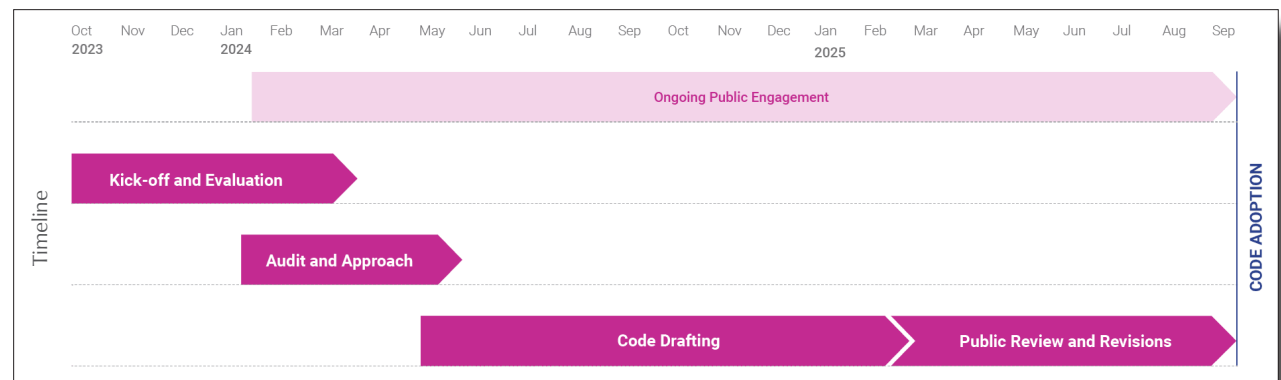 Oct Nov Dec Jan Feb Mar Apr May Jun Jul Aug Sep Oct Nov Dec Jan Feb Mar Apr May Jun Jul Aug Sep
2023 2024 2025
Ongoing Public Engagement
Kick-off and Evaluation
Audit and Approach
Code Drafting Public Review and Revisions
Timeline
CODE ADOPTION